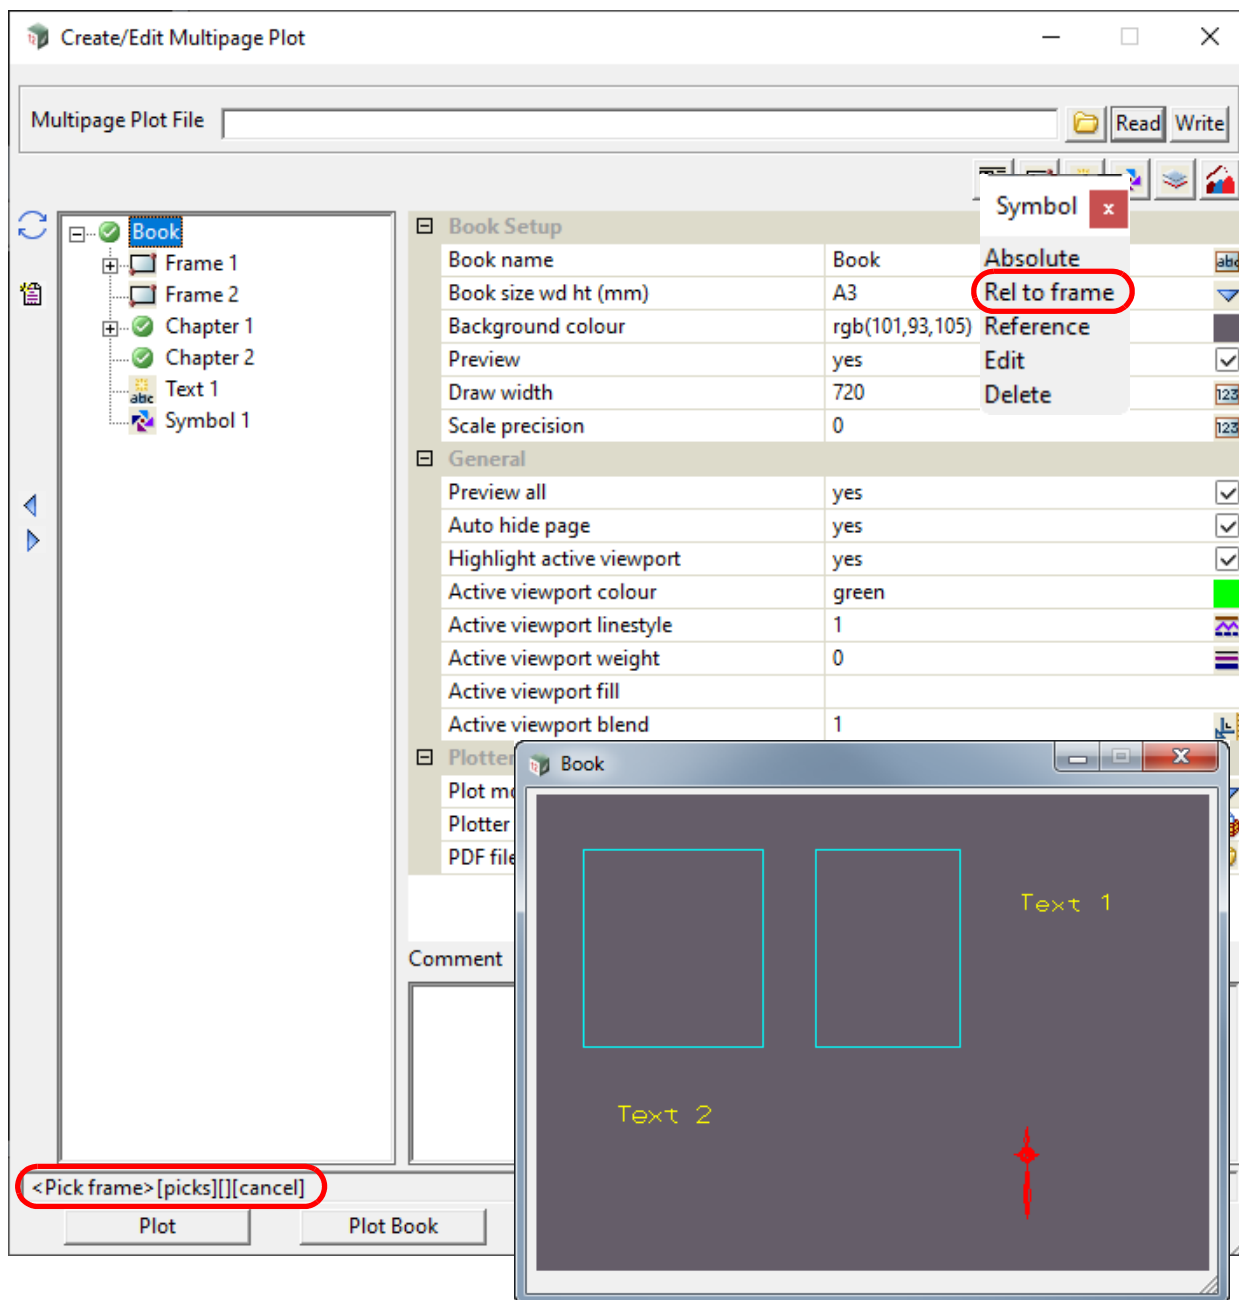 Create/Edit Multipage Plot
Multipage Plot File
Read
Write
Symbol x
Absolute
Rel to frame
Reference
Edit
Delete
Book
Frame 1
Frame 2
Chapter 1
Chapter 2
Text 1
Symbol 1
Book Setup
Book name Book
Book size wd ht (mm) A3
Background colour rgb(101,93,105)
Preview yes
Draw width 720
Scale precision 0
General
Preview all yes
Auto hide page yes
Highlight active viewport yes
Active viewport colour green
Active viewport linestyle 1
Active viewport weight 0
Active viewport fill
Active viewport blend 1
Plotter
Plot mo
Plotter
PDF file
Comment
Book
Text 1
Text 2
<Pick frame>[picks][][cancel]
Plot
Plot Book